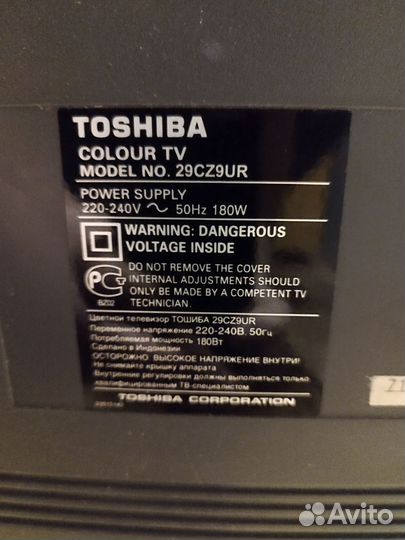 TOSHIBA
COLOUR TV
MODEL NO. 29CZ9UR
POWER SUPPLY
220-240V ~ 50Hz 180W
WARNING: DANGEROUS
VOLTAGE INSIDE
DO NOT REMOVE THE COVER
INTERNAL ADJUSTMENTS SHOULD
ONLY BE MADE BY A COMPETENT TV
TECHNICIAN.
BZ02
Цветной телевизор ТОШИБА 29CZ9UR
Переменное напряжение 220-240В, 50гц
Потребляемая мощность 180Вт
Сделано в Индонезии
ОСТОРОЖНО ВЫСОКОЕ НАПРЯЖЕНИЕ ВНУТРИ!
Не снимайте крышку аппарата
Внутренние регулировки должны выполняться только
квалифицированным ТВ-специалистом
TOSHIBA CORPORATION
Z1
Avito